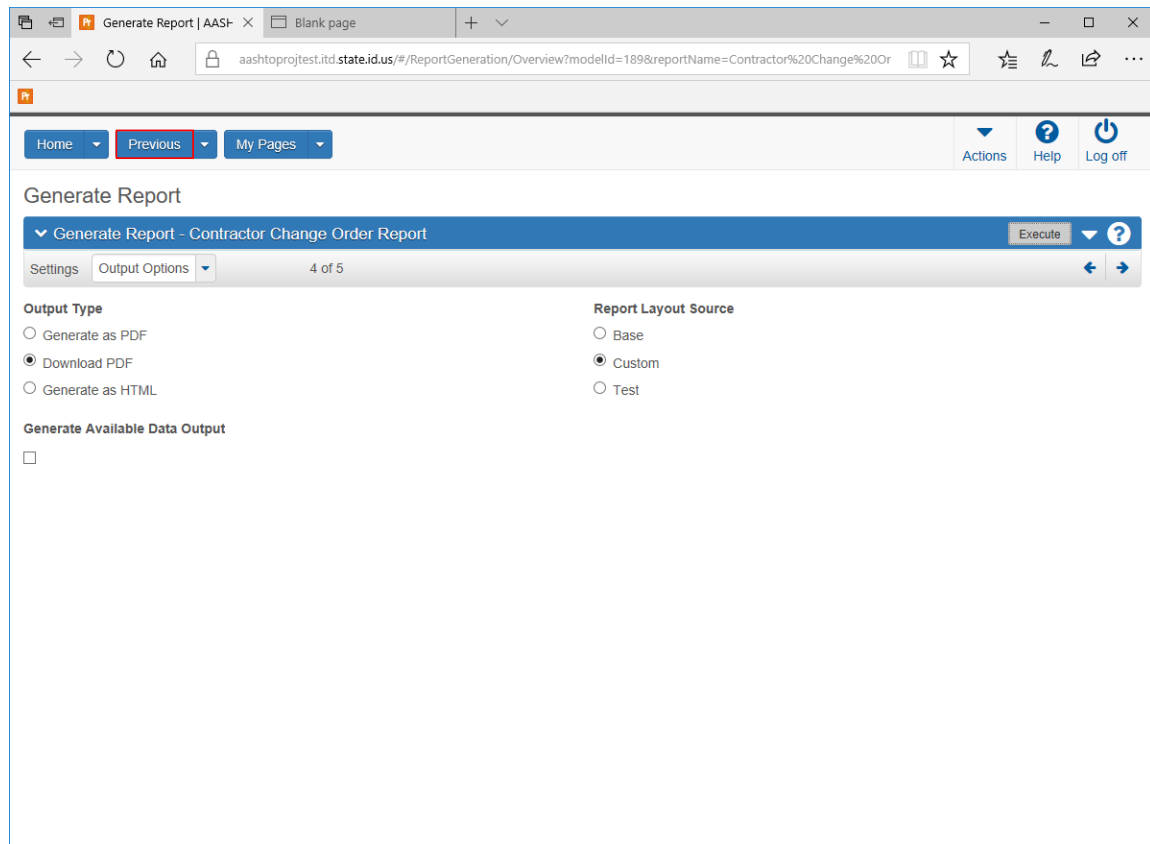 Generate Report | AASH
Blank page
aashtoprojtest.itd.state.id.us/#/ReportGeneration/Overview?modelId=189&reportName=Contractor%20Change%20Or
Pr
Home Previous My Pages Actions Help Log off
Generate Report
Generate Report - Contractor Change Order Report Execute
Settings Output Options 4 of 5
Output Type
Generate as PDF
Download PDF
Generate as HTML
Report Layout Source
Base
Custom
Test
Generate Available Data Output